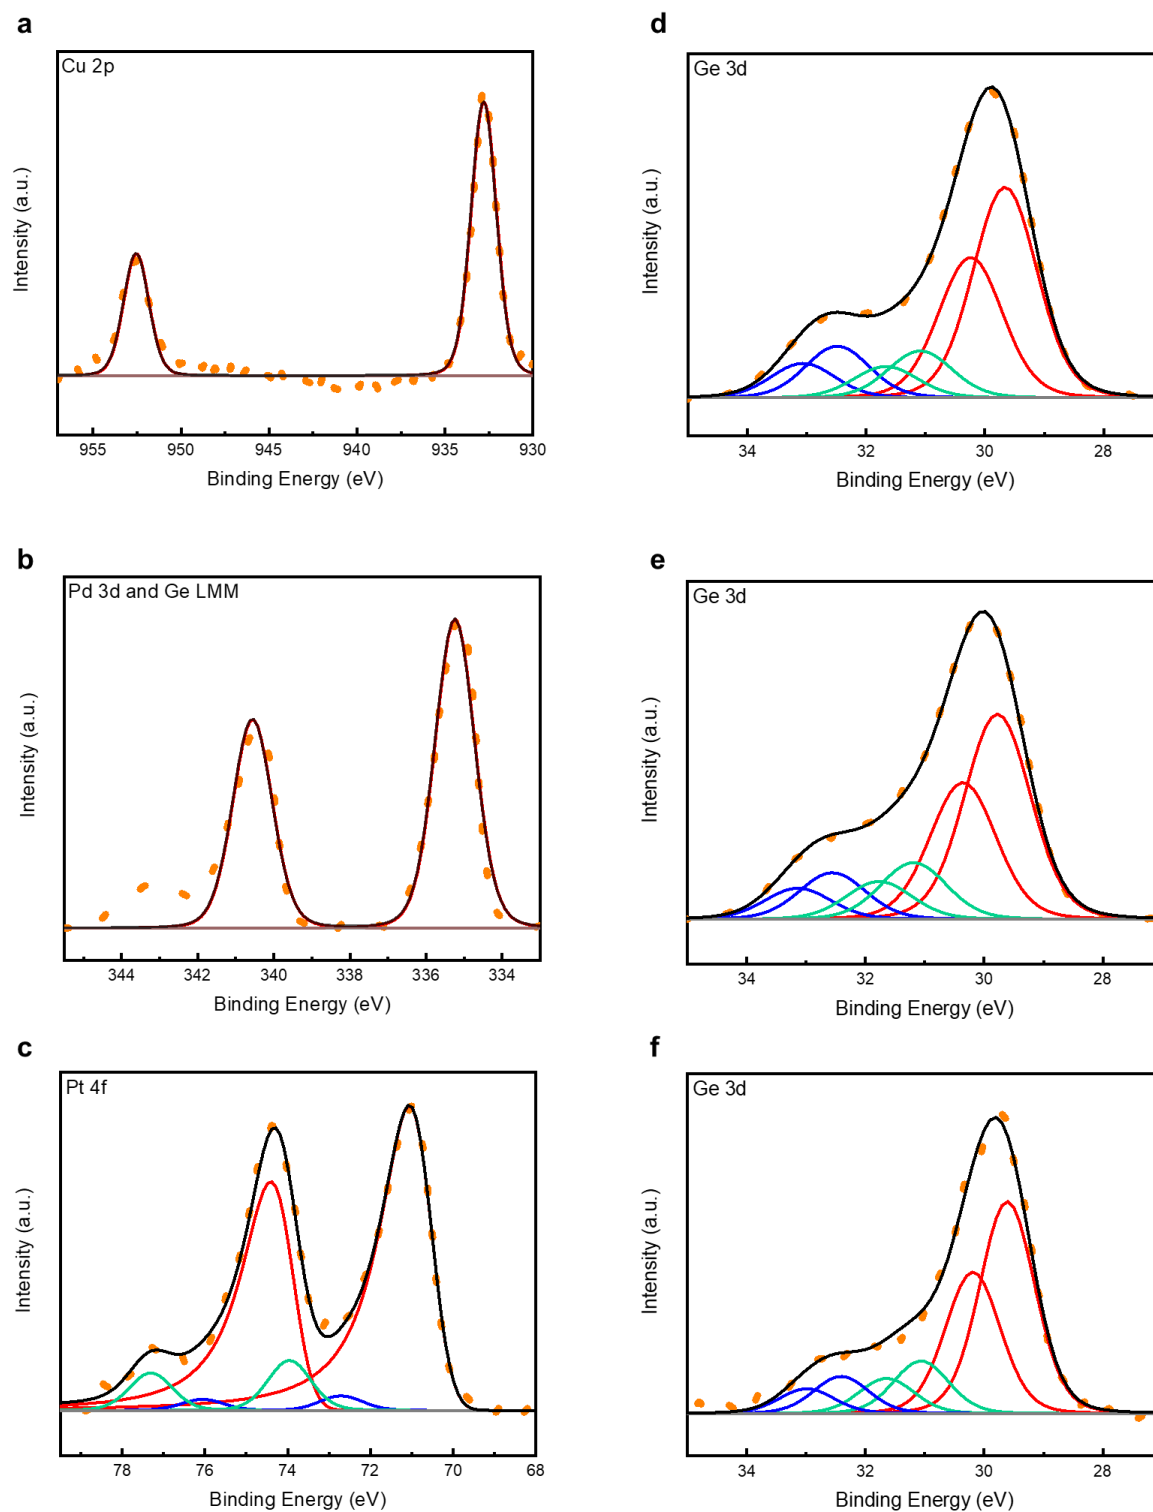 a
Cu 2p
Intensity (a.u.)
955 950 945 940 935 930
Binding Energy (eV)
d
Ge 3d
Intensity (a.u.)
34 32 30 28
Binding Energy (eV)
b
Pd 3d and Ge LMM
Intensity (a.u.)
344 342 340 338 336 334
Binding Energy (eV)
e
Ge 3d
Intensity (a.u.)
34 32 30 28
Binding Energy (eV)
c
Pt 4f
Intensity (a.u.)
78 76 74 72 70 68
Binding Energy (eV)
f
Ge 3d
Intensity (a.u.)
34 32 30 28
Binding Energy (eV)